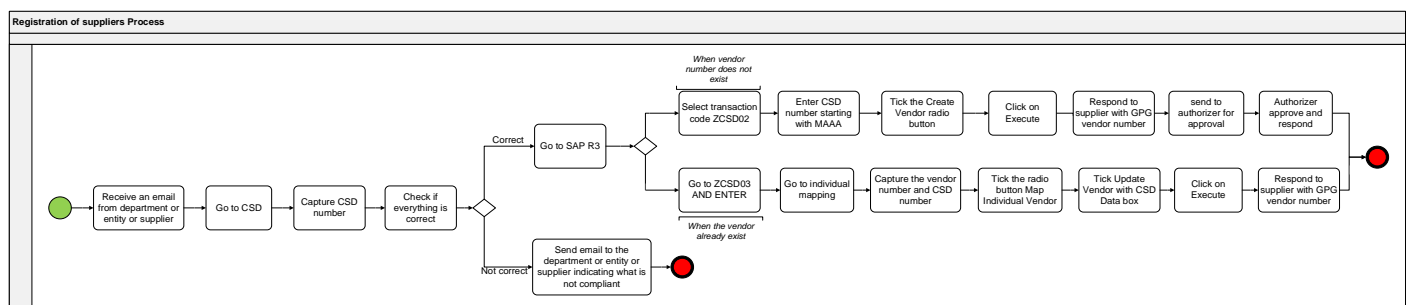 Registration of suppliers Process
When vendor
number does not
exist
Select transaction
code ZCSD02
Enter CSD
number starting
with MAAA
Tick the Create
Vendor radio
button
Click on
Execute
Respond to
supplier with GPG
vendor number
send to
authorizer for
approval
Authorizer
approve and
respond
Correct
Go to SAP R3
Receive an email
from department or
entity or supplier
Go to CSD
Capture CSD
number
Check if
everything is
correct
Go to ZCSD03
AND ENTER
Go to individual
mapping
Capture the vendor
number and CSD
number
Tick the radio
button Map
Individual Vendor
Tick Update
Vendor with CSD
Data box
Click on
Execute
Respond to
supplier with GPG
vendor number
When the vendor
already exist
Not correct
Send email to the
department or entity or
supplier indicating what is
not compliant